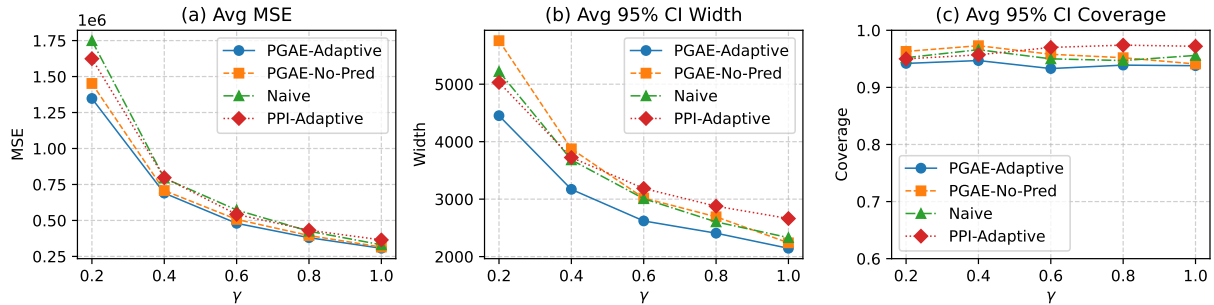 (a) Avg MSE
1e6
1.75
1.50
1.25
1.00
0.75
0.50
0.25
MSE
0.2
0.4
0.6
0.8
1.0
γ
PGAE-Adaptive
PGAE-No-Pred
Naive
PPI-Adaptive
(b) Avg 95% CI Width
5000
4000
3000
2000
Width
0.2
0.4
0.6
0.8
1.0
γ
PGAE-Adaptive
PGAE-No-Pred
Naive
PPI-Adaptive
(c) Avg 95% CI Coverage
1.0
0.9
0.8
0.7
0.6
Coverage
0.2
0.4
0.6
0.8
1.0
γ
PGAE-Adaptive
PGAE-No-Pred
Naive
PPI-Adaptive